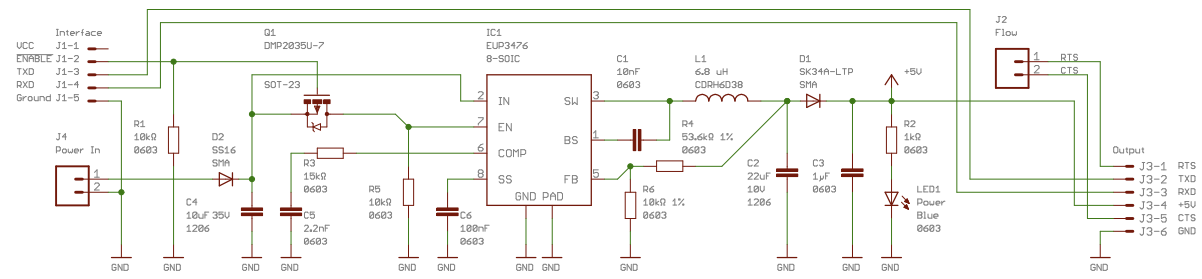 Interface
VCC J1-1
ENABLE J1-2
TXD J1-3
RXD J1-4
Ground J1-5
J4
Power In
1
2
R1
10kΩ
0603
D2
SS16
SMA
Q1
DMP2035U-7
SOT-23
C4
10uF 35V
1206
R3
15kΩ
0603
C5
2.2nF
0603
R5
10kΩ
0603
C6
100nF
0603
IC1
EUP3476
8-SOIC
2 IN
7 EN
6 COMP
8 SS
SW 3
BS 1
FB 5
GND PAD
C1
10nF
0603
L1
6.8 uH
CDRH6D38
D1
SK34A-LTP
SMA
R4
53.6kΩ 1%
0603
R6
10kΩ 1%
0603
C2
22uF
10V
1206
C3
1µF
0603
+5V
R2
1kΩ
0603
LED1
Power
Blue
0603
J2
Flow
1 RTS
2 CTS
Output
J3-1 RTS
J3-2 TXD
J3-3 RXD
J3-4 +5V
J3-5 CTS
J3-6 GND
GND
GND
GND
GND
GND
GND
GND
GND
GND
GND
GND
GND
GND